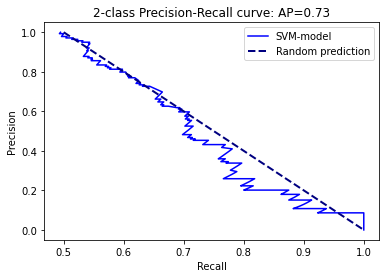 2-class Precision-Recall curve: AP=0.73
SVM-model
Random prediction
Precision
1.0
0.8
0.6
0.4
0.2
0.0
0.5
0.6
0.7
0.8
0.9
1.0
Recall